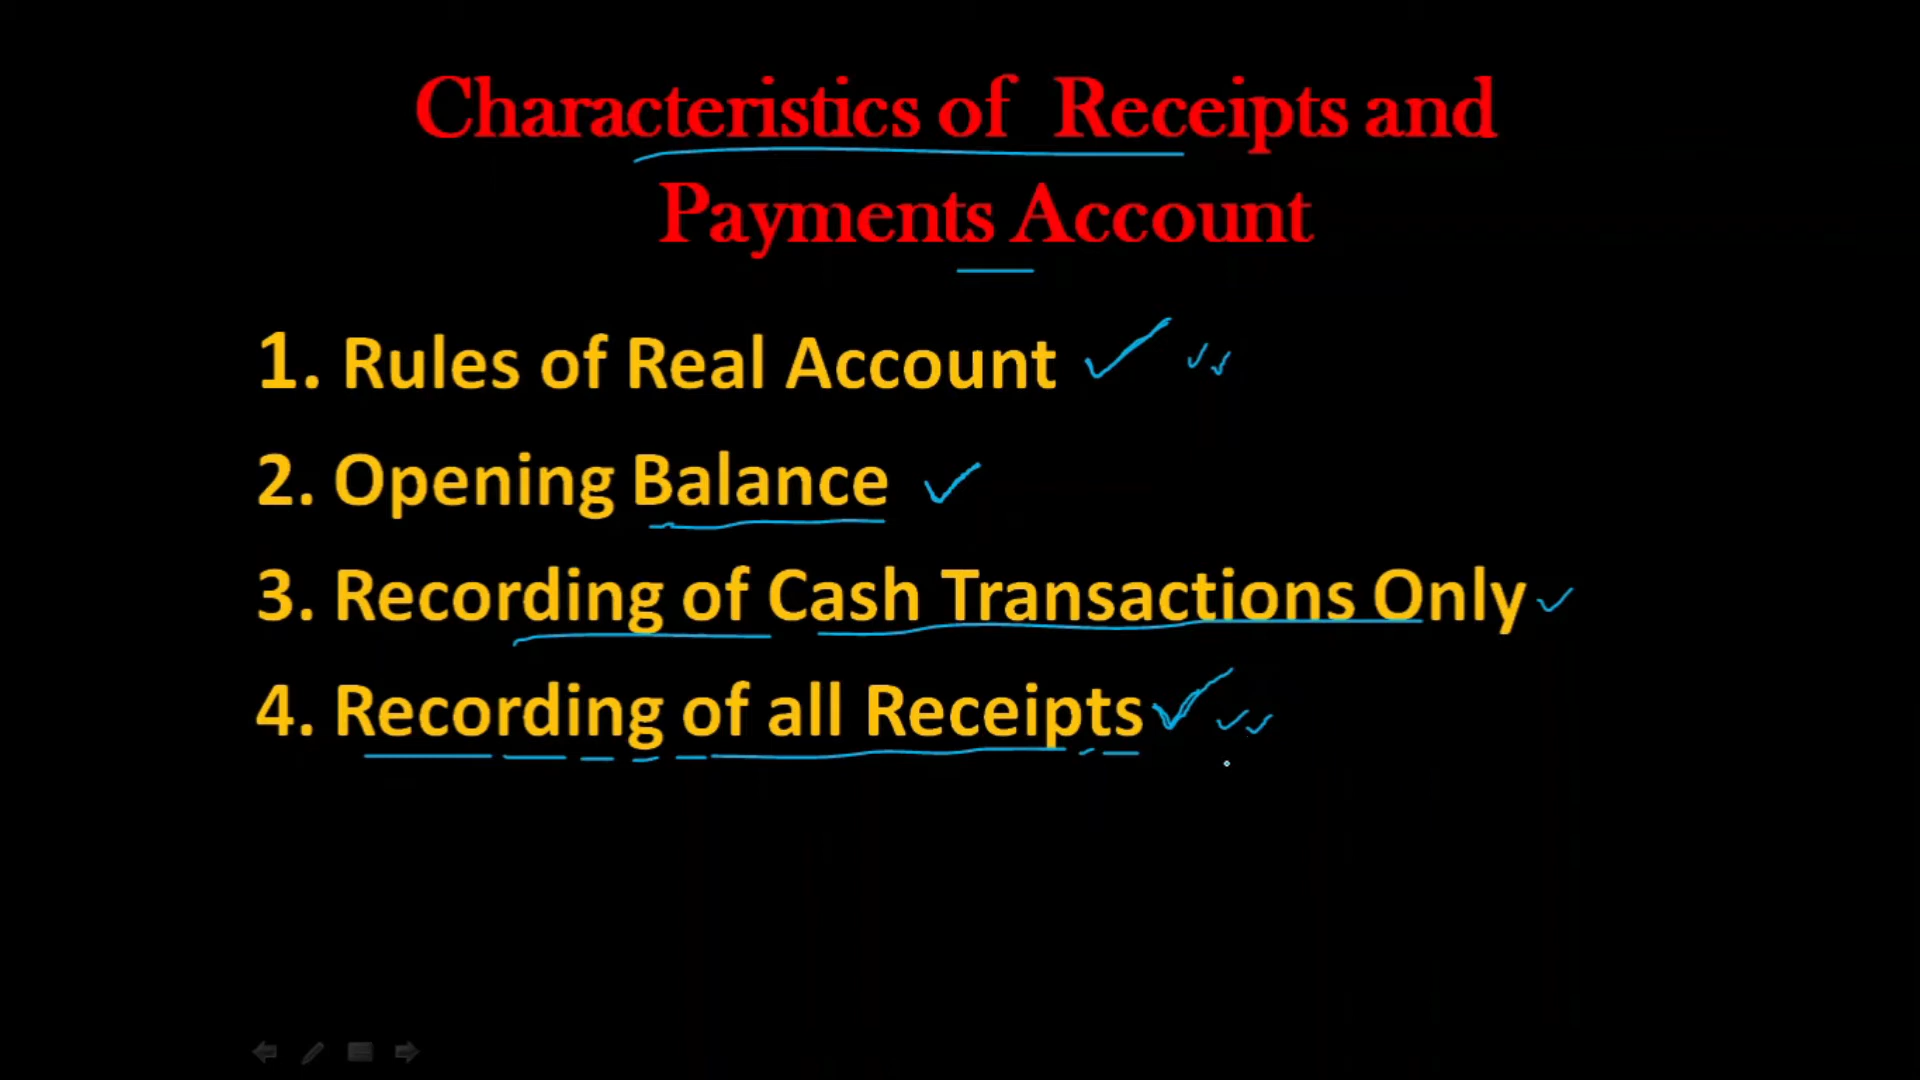 Characteristics of Receipts and
Payments Account
1. Rules of Real Account
2. Opening Balance
3. Recording of Cash Transactions Only
4. Recording of all Receipts